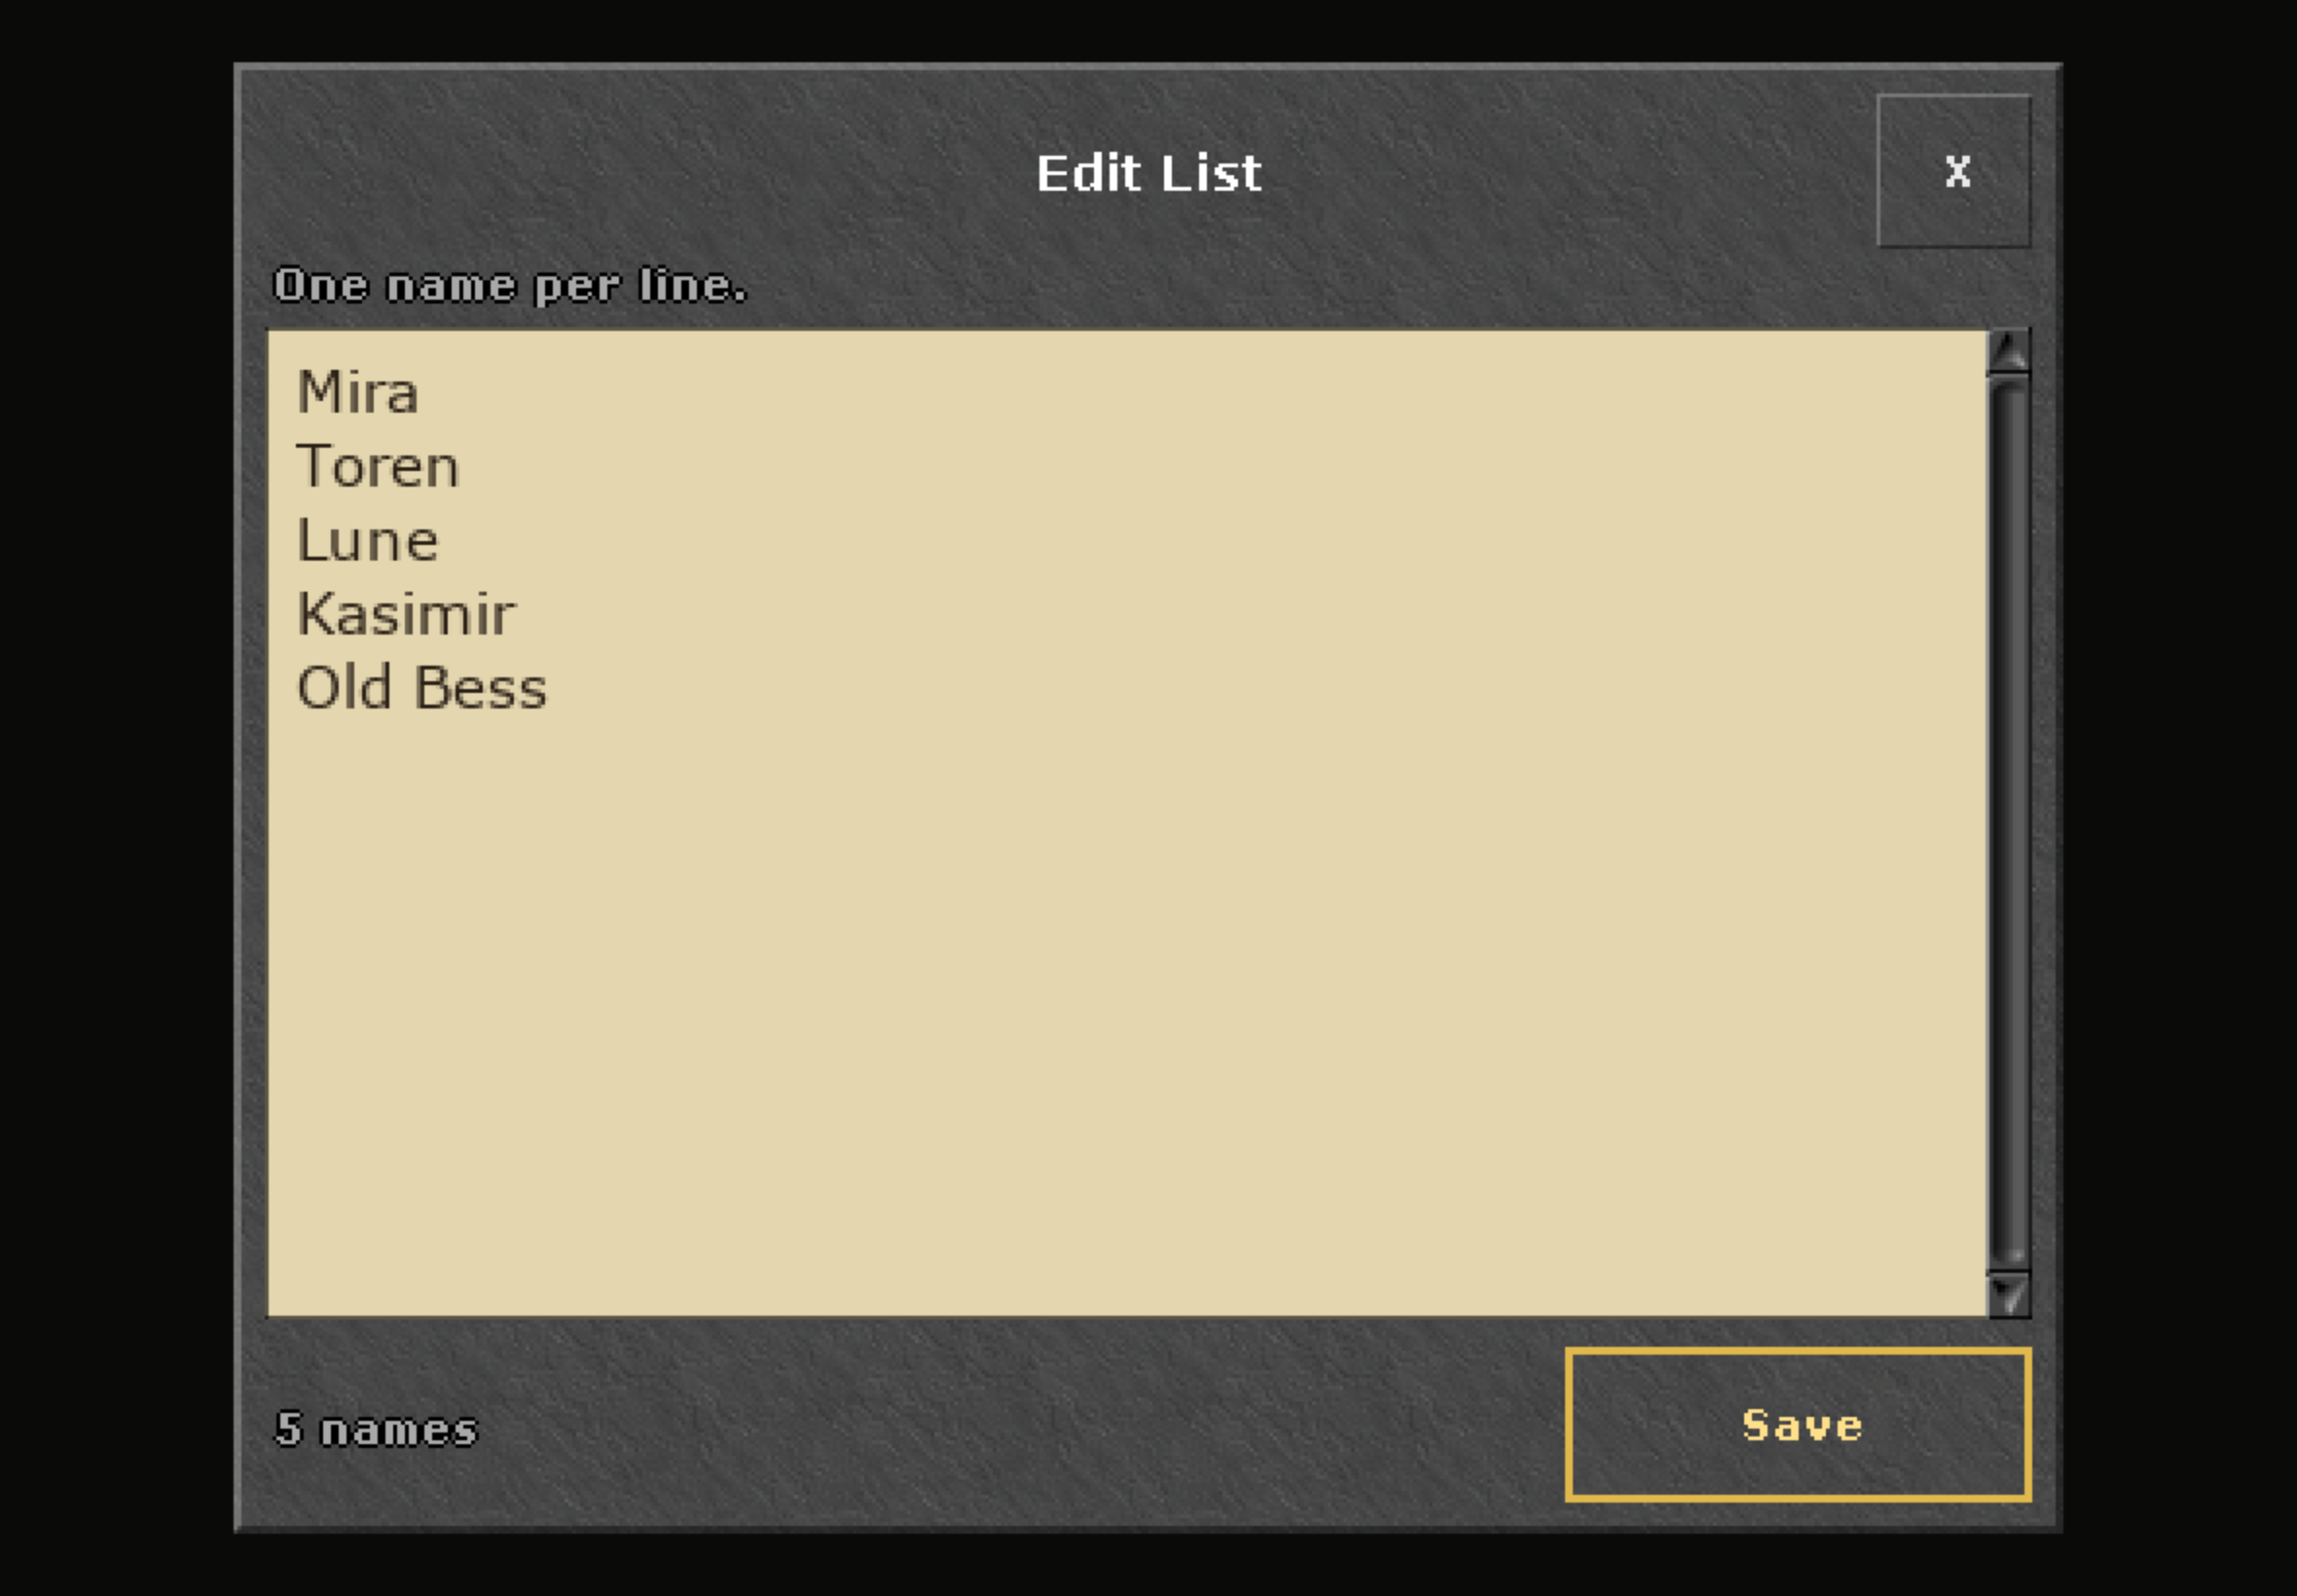 Edit List
X
One name per line.
Mira
Toren
Lune
Kasimir
Old Bess
5 names
Save